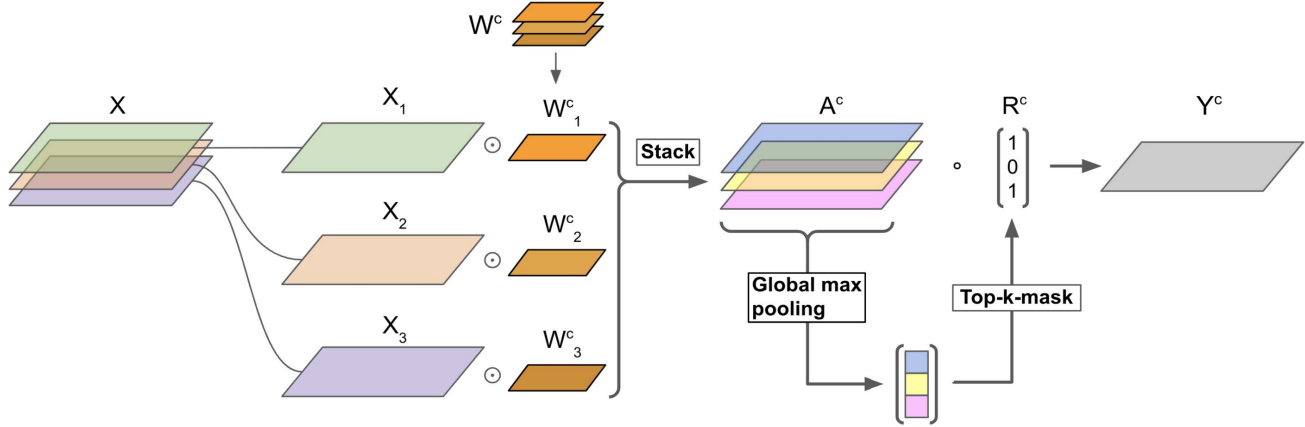 W^c
X
X_1
W^c_1
A^c
R^c
Y^c
⊙
Stack
∘
1
0
1
X_2
W^c_2
⊙
Global max
pooling
Top-k-mask
X_3
W^c_3
⊙